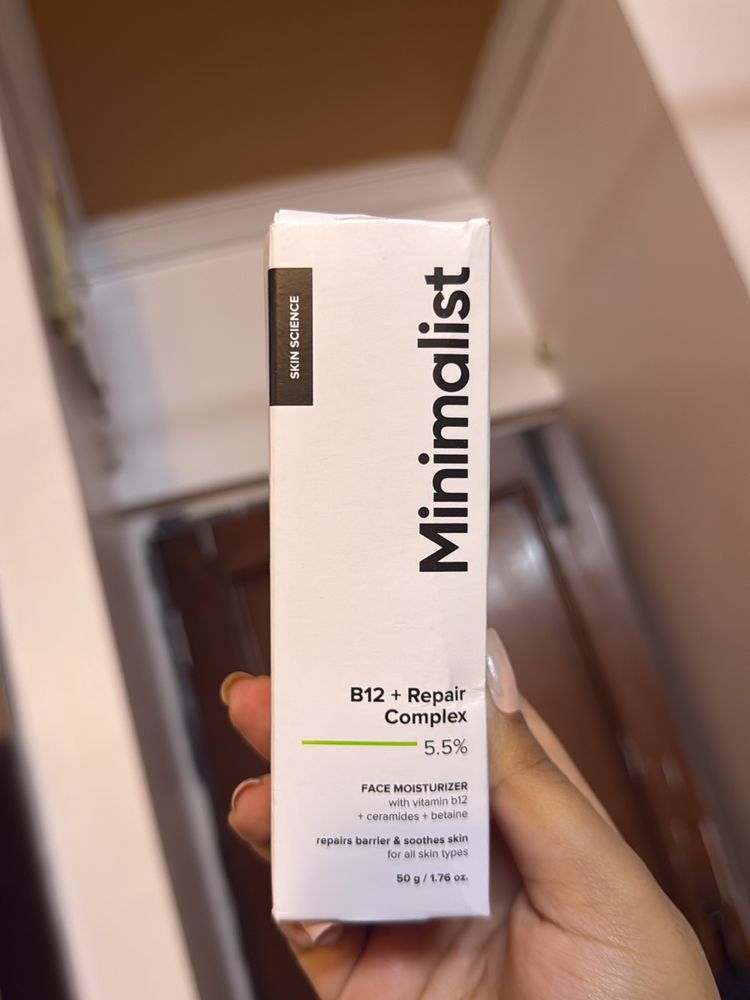 SKIN SCIENCE
Minimalist
B12 + Repair
Complex
5.5%
FACE MOISTURIZER
with vitamin b12
+ ceramides + betaine
repairs barrier & soothes skin
for all skin types
50 g / 1.76 oz.